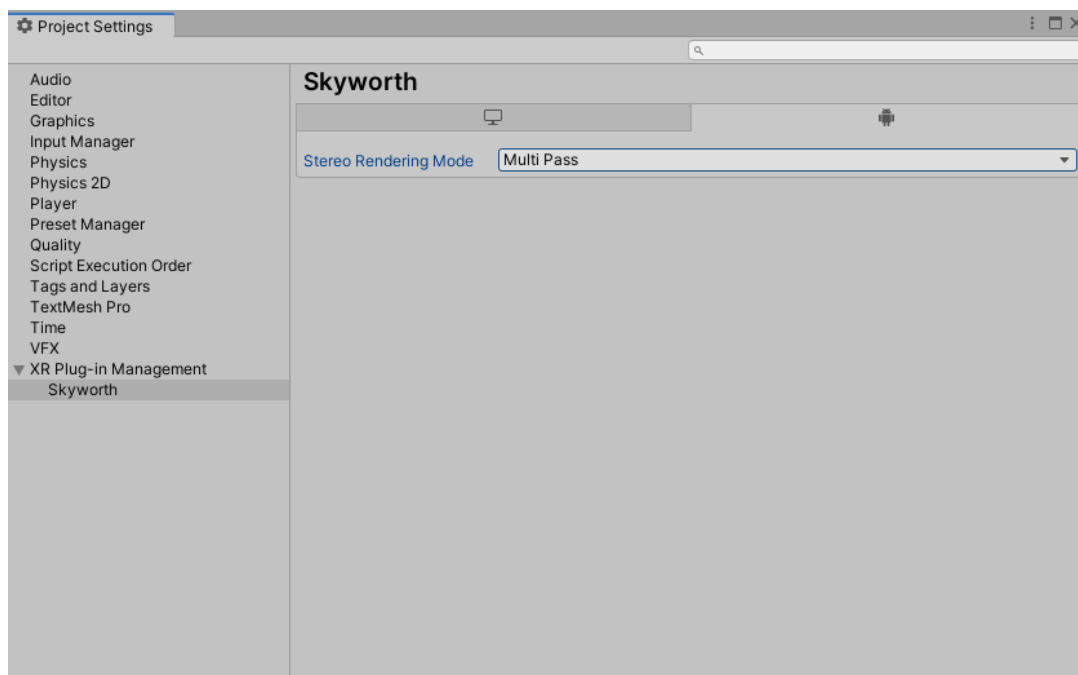 Project Settings
Skyworth
Audio
Editor
Graphics
Input Manager
Physics
Physics 2D
Player
Preset Manager
Quality
Script Execution Order
Tags and Layers
TextMesh Pro
Time
VFX
XR Plug-in Management
Skyworth
Stereo Rendering Mode Multi Pass